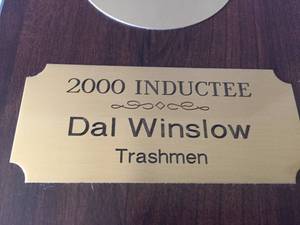 2000 INDUCTEE
Dal Winslow
Trashmen